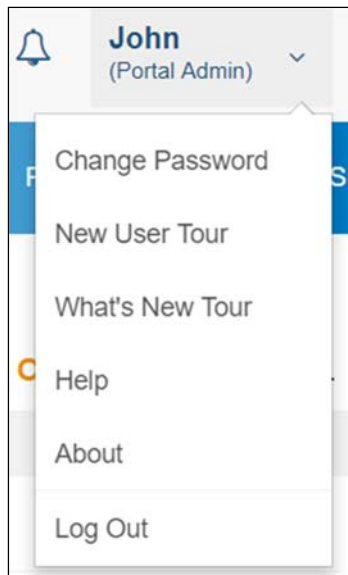 John
(Portal Admin)
Change Password
New User Tour
What's New Tour
Help
About
Log Out